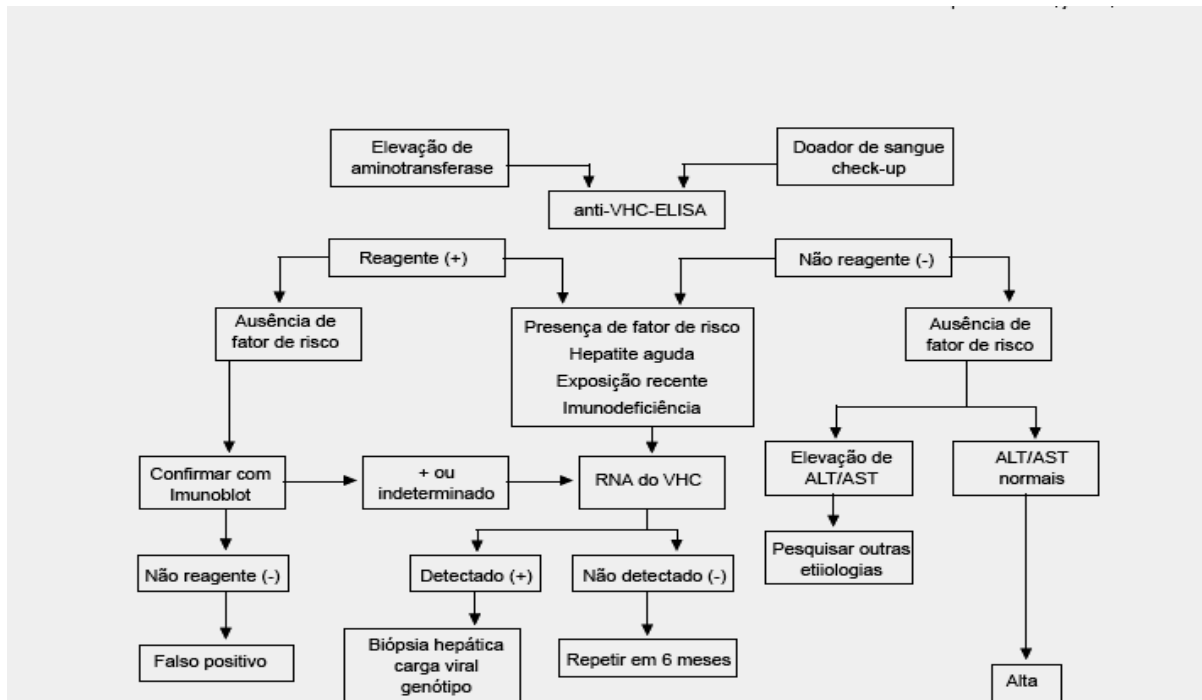 Elevação de
aminotransferase
Doador de sangue
check-up
anti-VHC-ELISA
Reagente (+)
Não reagente (-)
Ausência de
fator de risco
Presença de fator de risco
Hepatite aguda
Exposição recente
Imunodeficiência
Ausência de
fator de risco
Confirmar com
Imunoblot
+ ou
indeterminado
RNA do VHC
Elevação de
ALT/AST
ALT/AST
normais
Não reagente (-)
Detectado (+)
Não detectado (-)
Pesquisar outras
etiiologias
Falso positivo
Biópsia hepática
carga viral
genótipo
Repetir em 6 meses
Alta